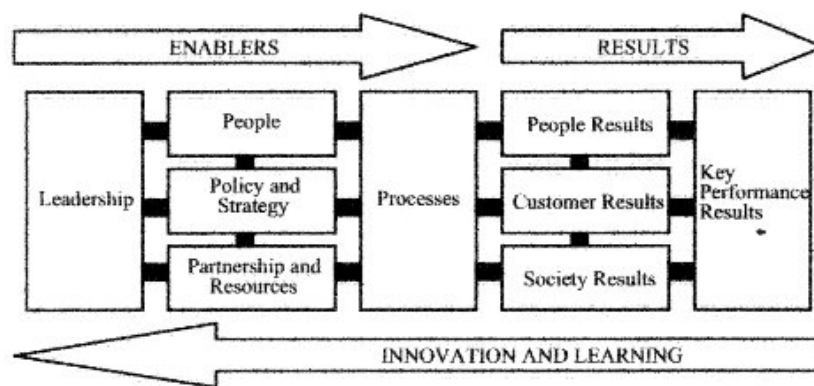 ENABLERS
RESULTS
People
People Results
Leadership
Policy and
Strategy
Processes
Customer Results
Key
Performance
Results
Partnership and
Resources
Society Results
INNOVATION AND LEARNING